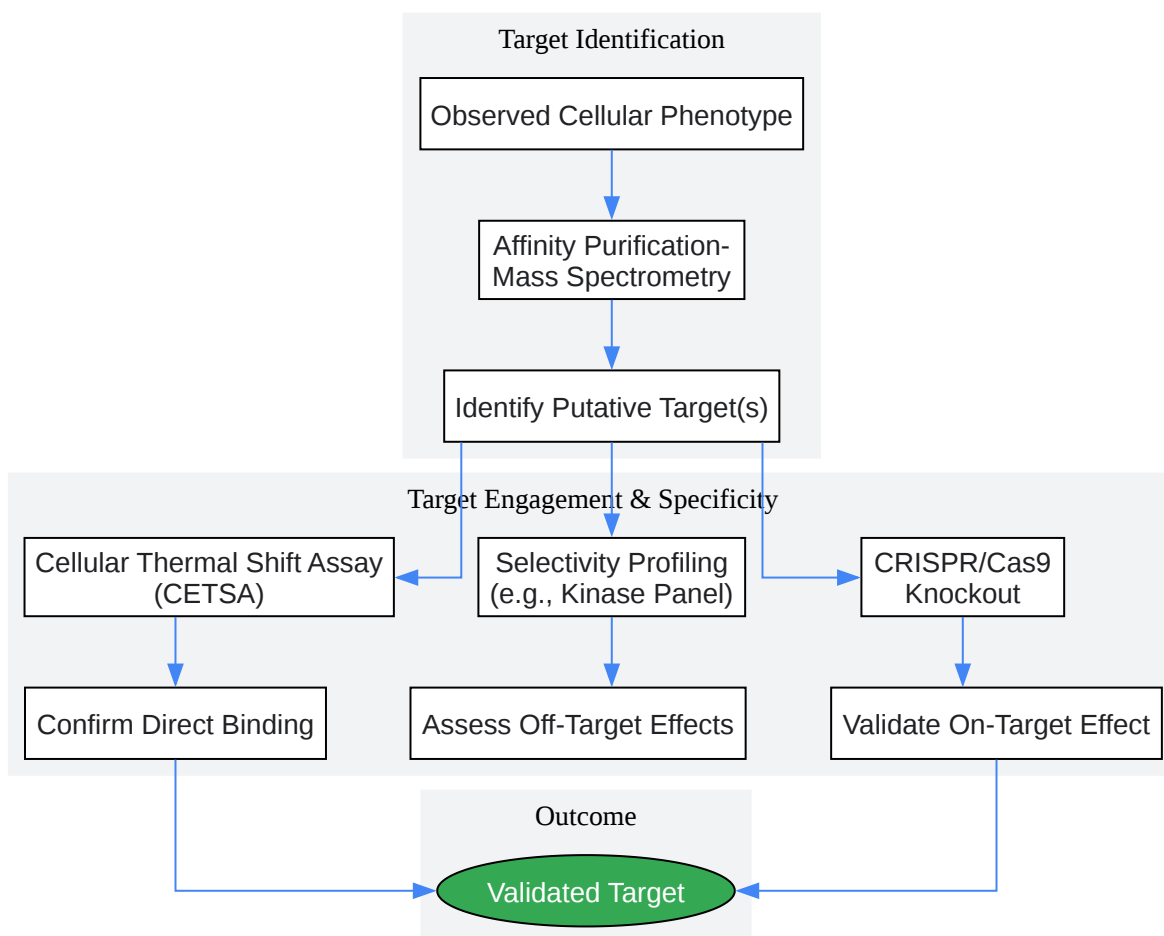 Target Identification
Observed Cellular Phenotype
Affinity Purification-
Mass Spectrometry
Identify Putative Target(s)
Target Engagement & Specificity
Cellular Thermal Shift Assay
(CETSA)
Selectivity Profiling
(e.g., Kinase Panel)
CRISPR/Cas9
Knockout
Confirm Direct Binding
Assess Off-Target Effects
Validate On-Target Effect
Outcome
Validated Target